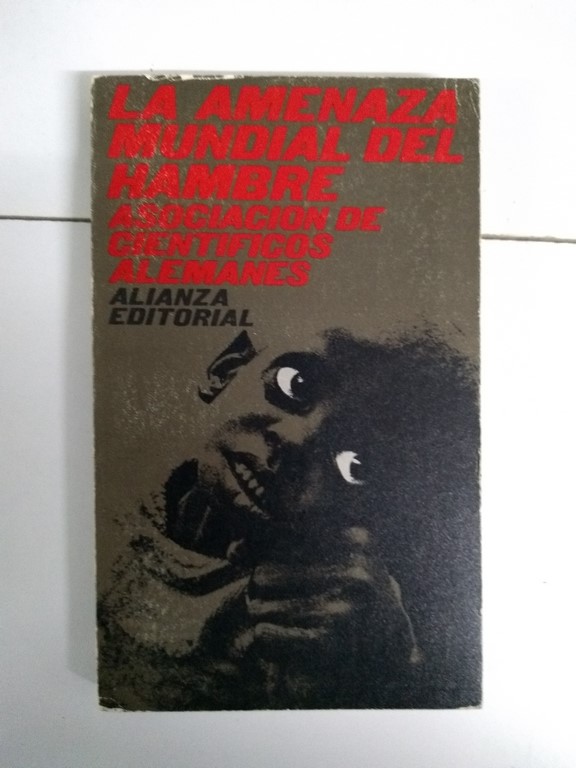 LA AMENAZA
MUNDIAL DEL
HAMBRE
ASOCIACION DE
CIENTIFICOS
ALEMANES
ALIANZA
EDITORIAL